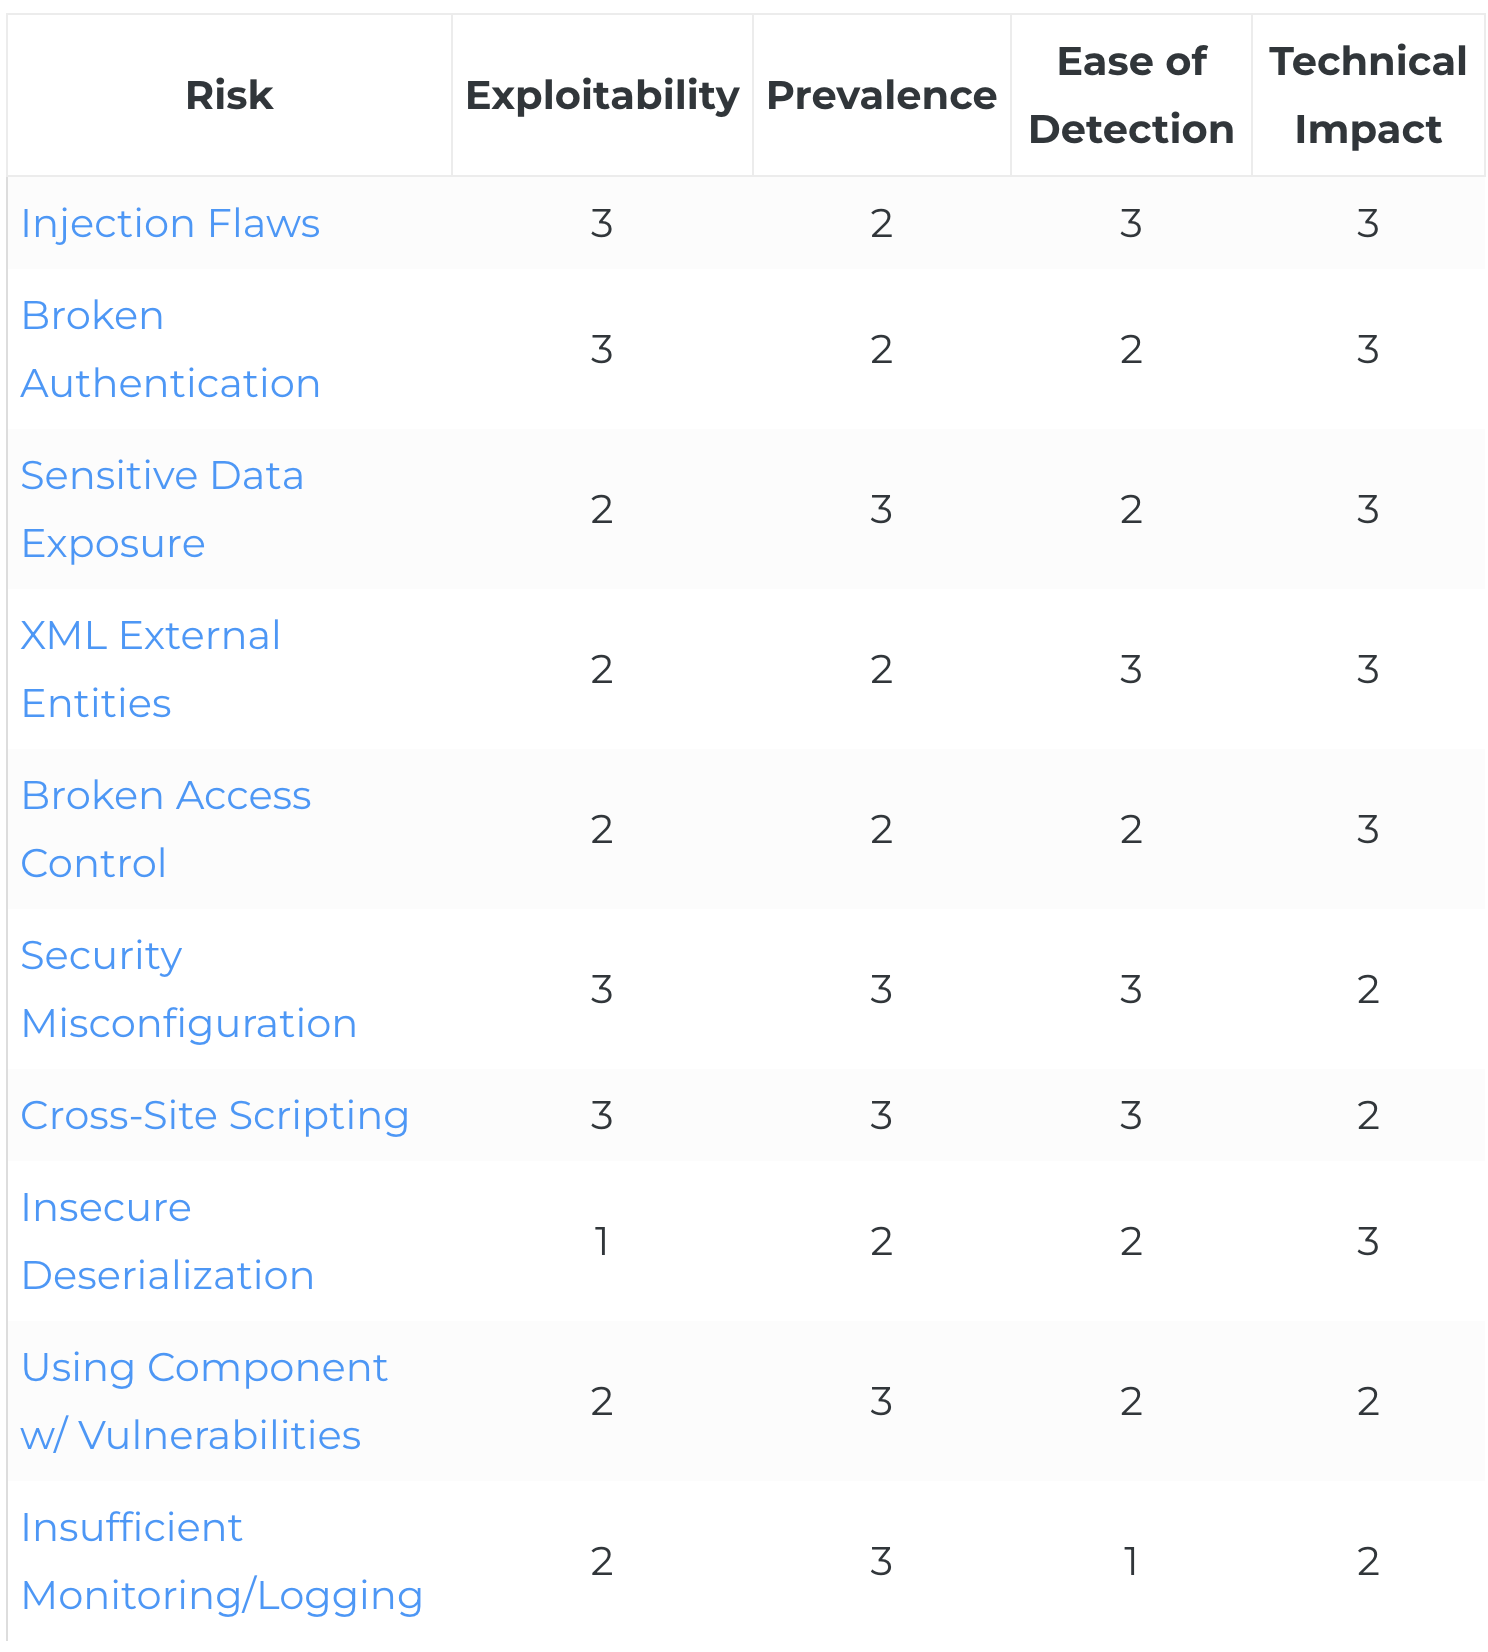 Risk Exploitability Prevalence Ease of Detection Technical Impact
Injection Flaws 3 2 3 3
Broken
Authentication 3 2 2 3
Sensitive Data
Exposure 2 3 2 3
XML External
Entities 2 2 3 3
Broken Access
Control 2 2 2 3
Security
Misconfiguration 3 3 3 2
Cross-Site Scripting 3 3 3 2
Insecure
Deserialization 1 2 2 3
Using Component
w/ Vulnerabilities 2 3 2 2
Insufficient
Monitoring/Logging 2 3 1 2